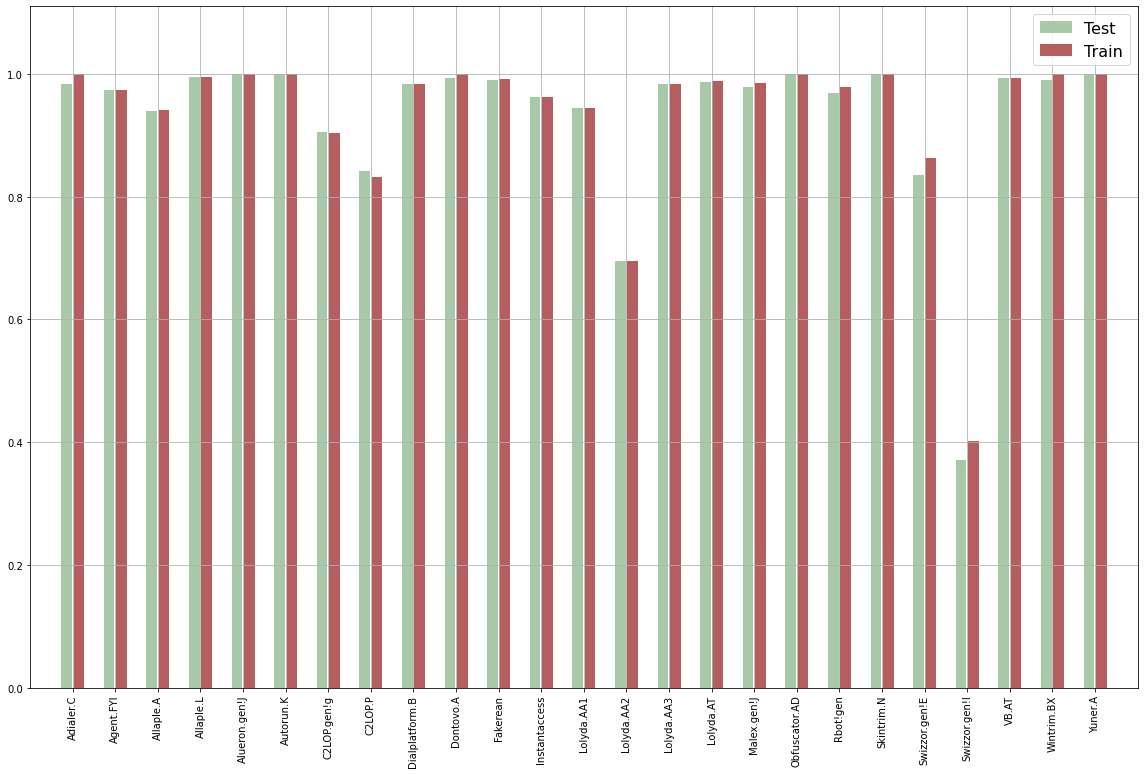 Test
Train
1.0
0.8
0.6
0.4
0.2
0.0
Adialer.C
Agent.FYI
Allaple.A
Allaple.L
Alueron.gen!J
Autorun.K
C2LOP.gen!g
C2LOP.P
Dialplatform.B
Dontovo.A
Fakerean
Instantaccess
Lolyda.AA1
Lolyda.AA2
Lolyda.AA3
Lolyda.AT
Malex.gen!J
Obfuscator.AD
Rbot!gen
Skintrim.N
Swizzor.gen!E
Swizzor.gen!I
VB.AT
Wintrim.BX
Yuner.A